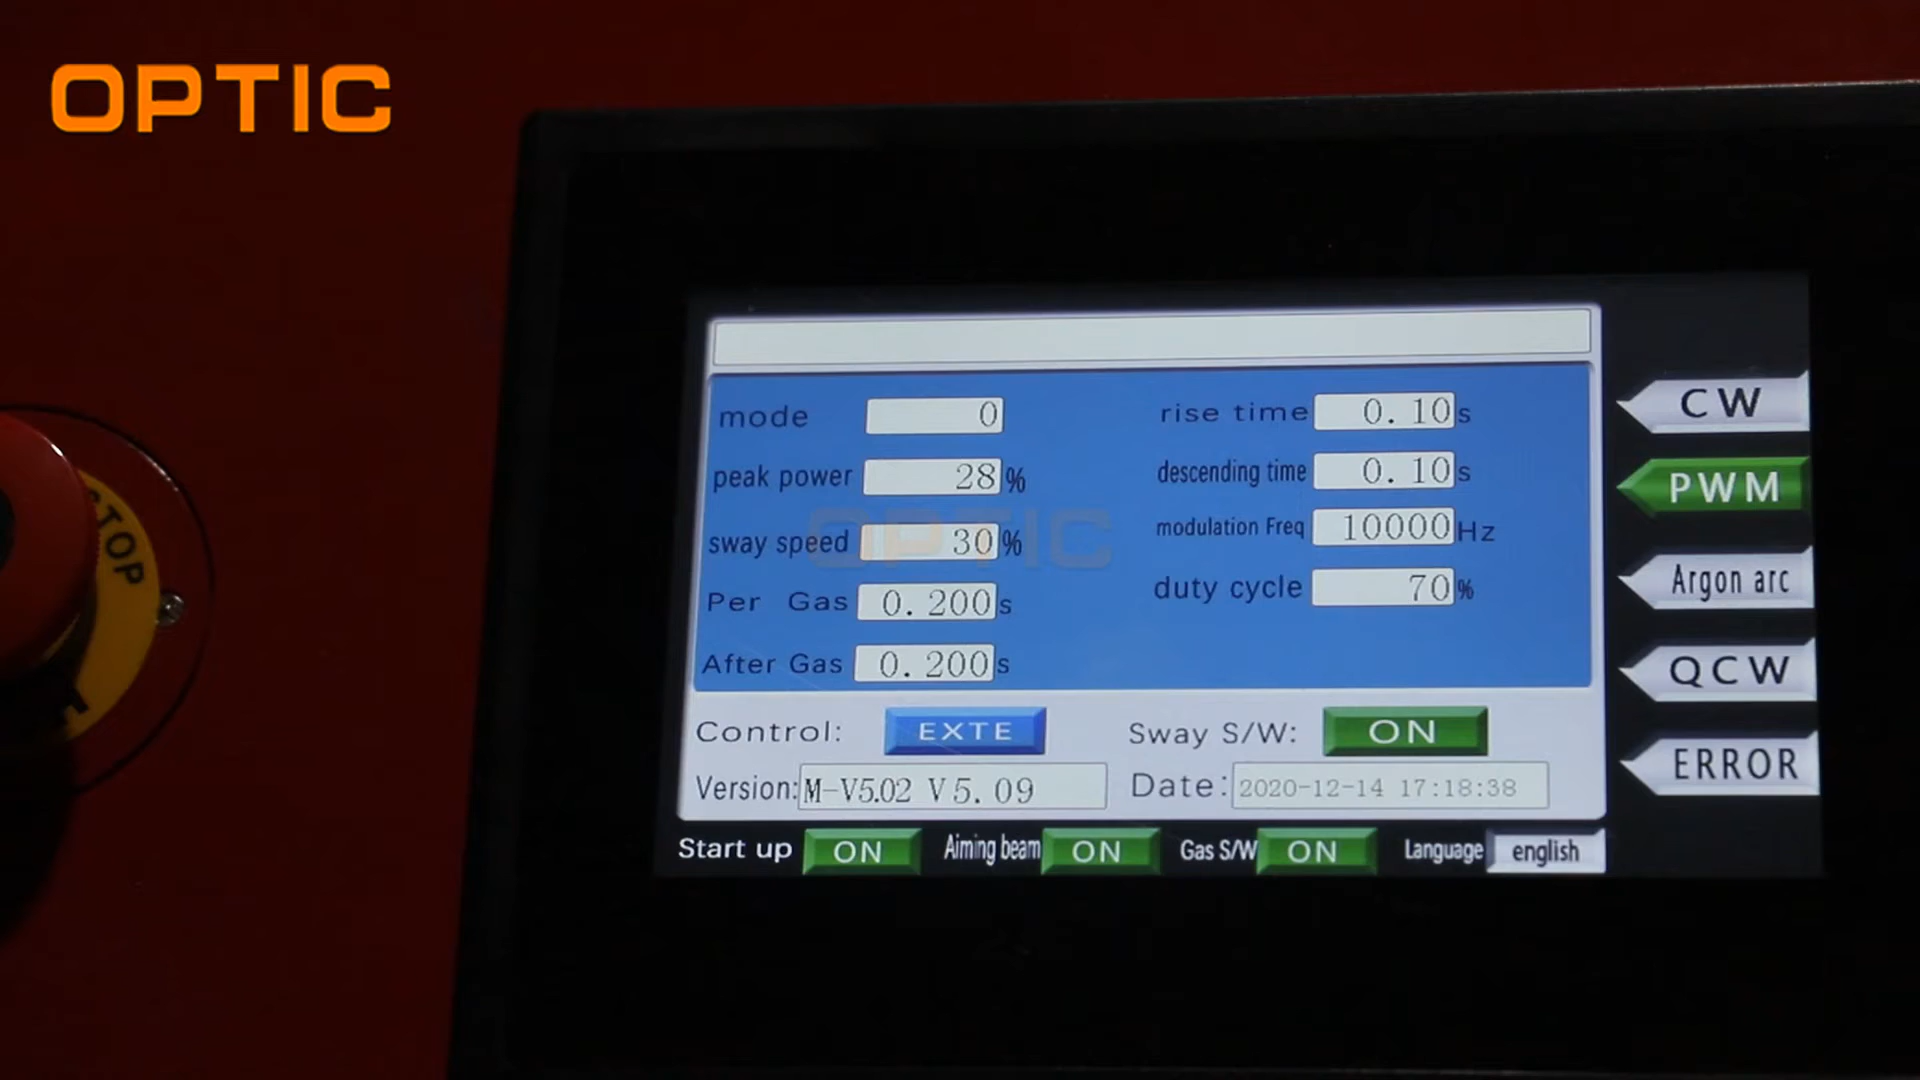 OPTIC
mode 0
rise time 0.10 s
CW
peak power 28 %
descending time 0.10 s
PWM
sway speed 30 %
modulation Freq 10000 Hz
OPTIC
Per Gas 0.200 s
duty cycle 70 %
Argon arc
After Gas 0.200 s
QCW
Control: EXTE
Sway S/W: ON
ERROR
Version: M-V5.02 V5.09
Date: 2020-12-14 17:18:38
Start up ON Aiming beam ON Gas S/W ON Language english
STOP